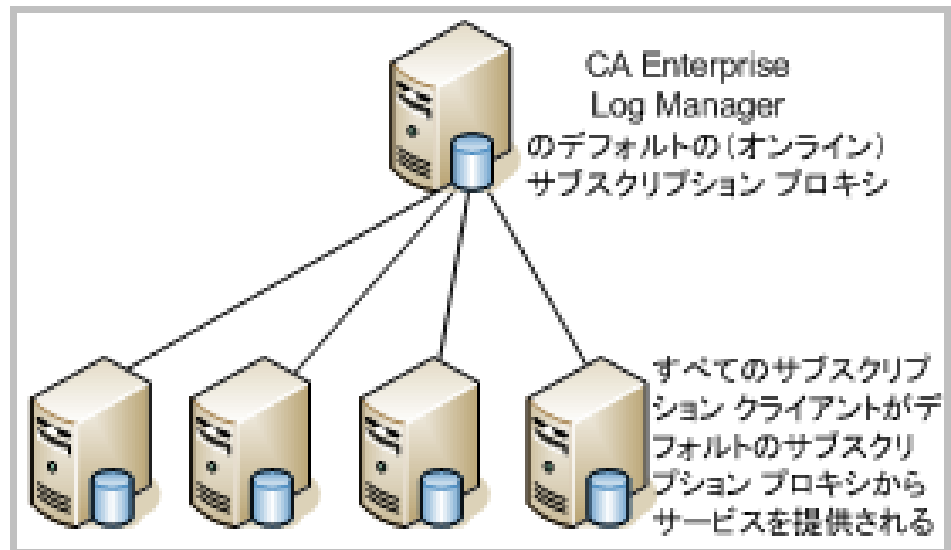 CA Enterprise
Log Manager
のデフォルトの(オンライン)
サブスクリプション プロキシ
すべてのサブスクリプ
ション クライアントがデ
フォルトのサブスクリ
プション プロキシから
サービスを提供される